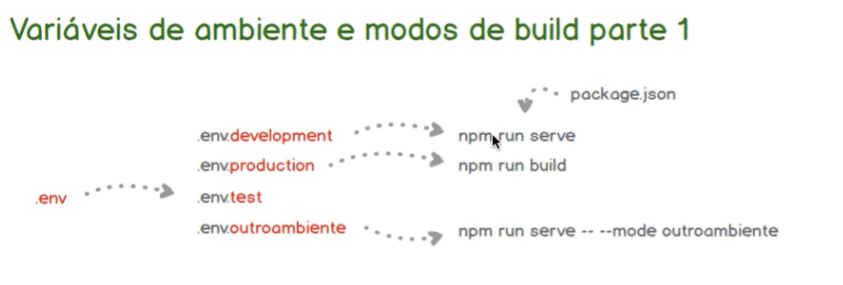 Variáveis de ambiente e modos de build parte 1
package.json
.env.development
npm run serve
.env.production
npm run build
.env
.env.test
.env.outroambiente
npm run serve -- --mode outroambiente